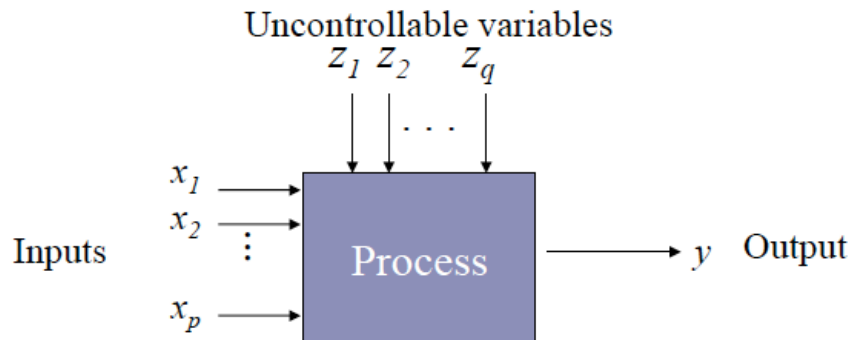 Uncontrollable variables
z1 z2 zq
. . .
x1
x2
⋮
Inputs
Process
y Output
xp